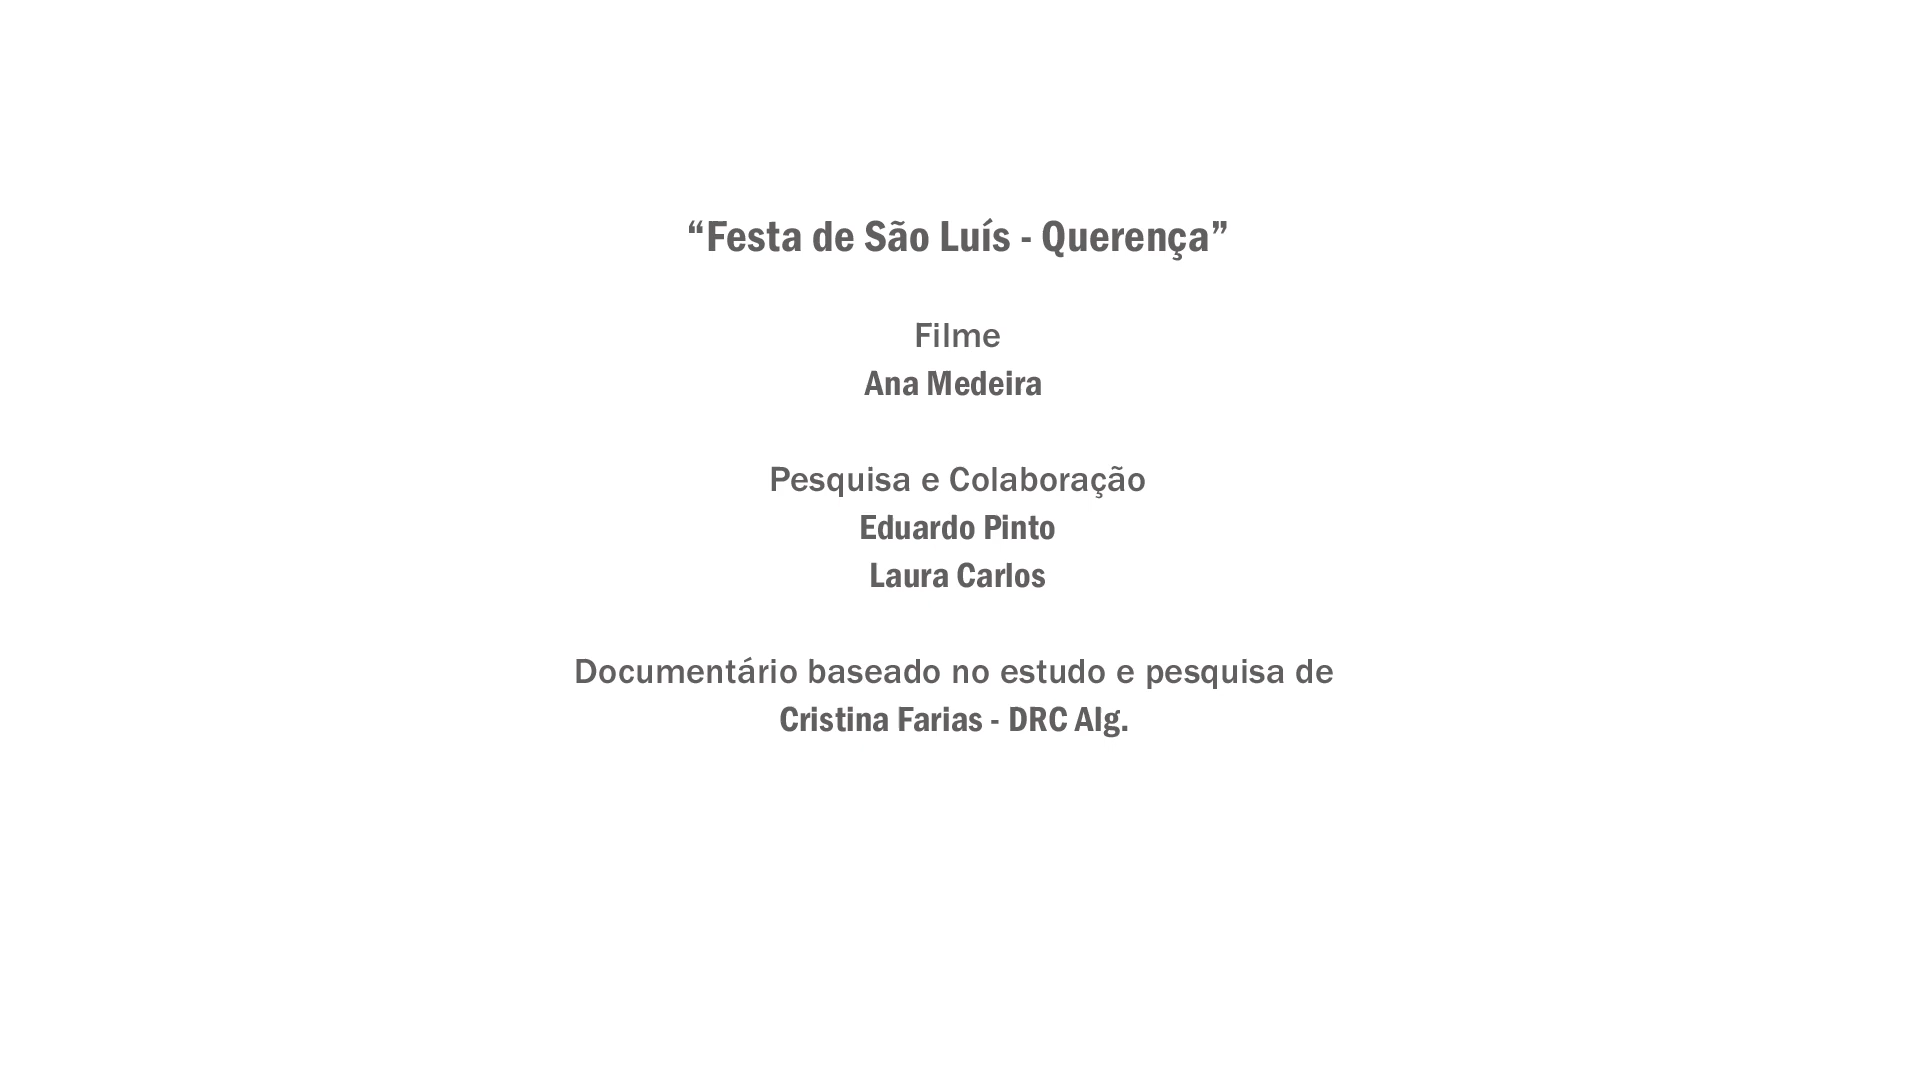 “Festa de São Luís - Querença”
Filme
Ana Medeira
Pesquisa e Colaboração
Eduardo Pinto
Laura Carlos
Documentário baseado no estudo e pesquisa de
Cristina Farias - DRC Alg.